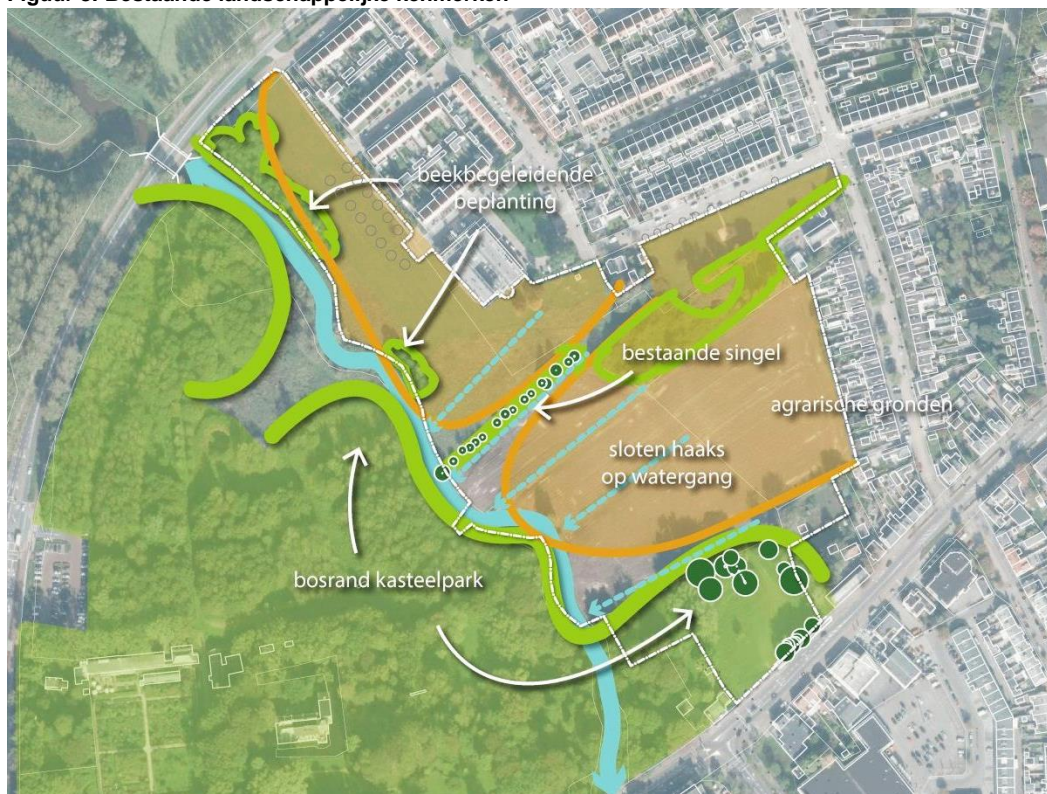 beekbegeleidende
beplanting
bestaande singel
agrarische gronden
sloten haaks
op watergang
bosrand kasteelpark